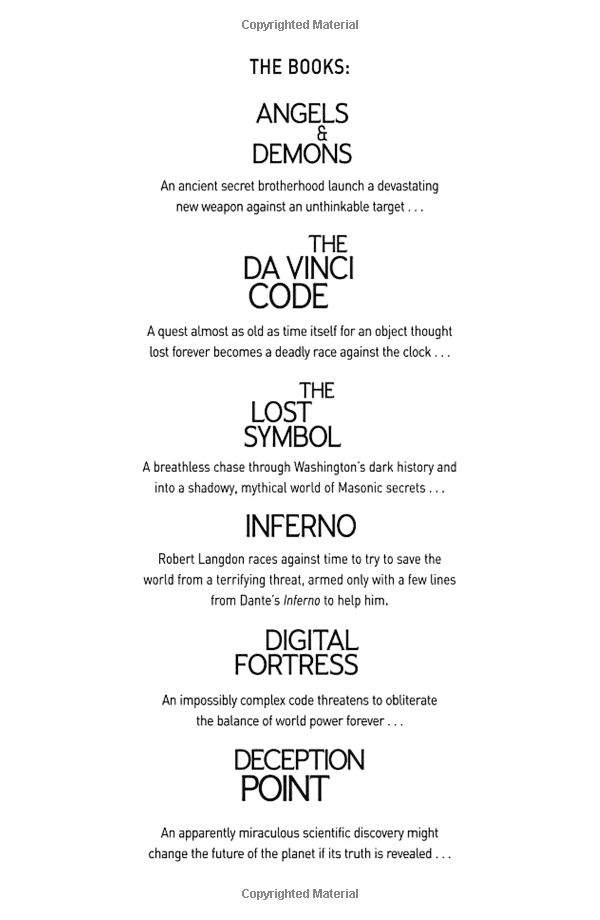 Copyrighted Material
THE BOOKS:
ANGELS
&
DEMONS
An ancient secret brotherhood launch a devastating
new weapon against an unthinkable target . . .
THE
DA VINCI
CODE
A quest almost as old as time itself for an object thought
lost forever becomes a deadly race against the clock . . .
THE
LOST
SYMBOL
A breathless chase through Washington's dark history and
into a shadowy, mythical world of Masonic secrets . . .
INFERNO
Robert Langdon races against time to try to save the
world from a terrifying threat, armed only with a few lines
from Dante's Inferno to help him.
DIGITAL
FORTRESS
An impossibly complex code threatens to obliterate
the balance of world power forever . . .
DECEPTION
POINT
An apparently miraculous scientific discovery might
change the future of the planet if its truth is revealed . . .
Copyrighted Material